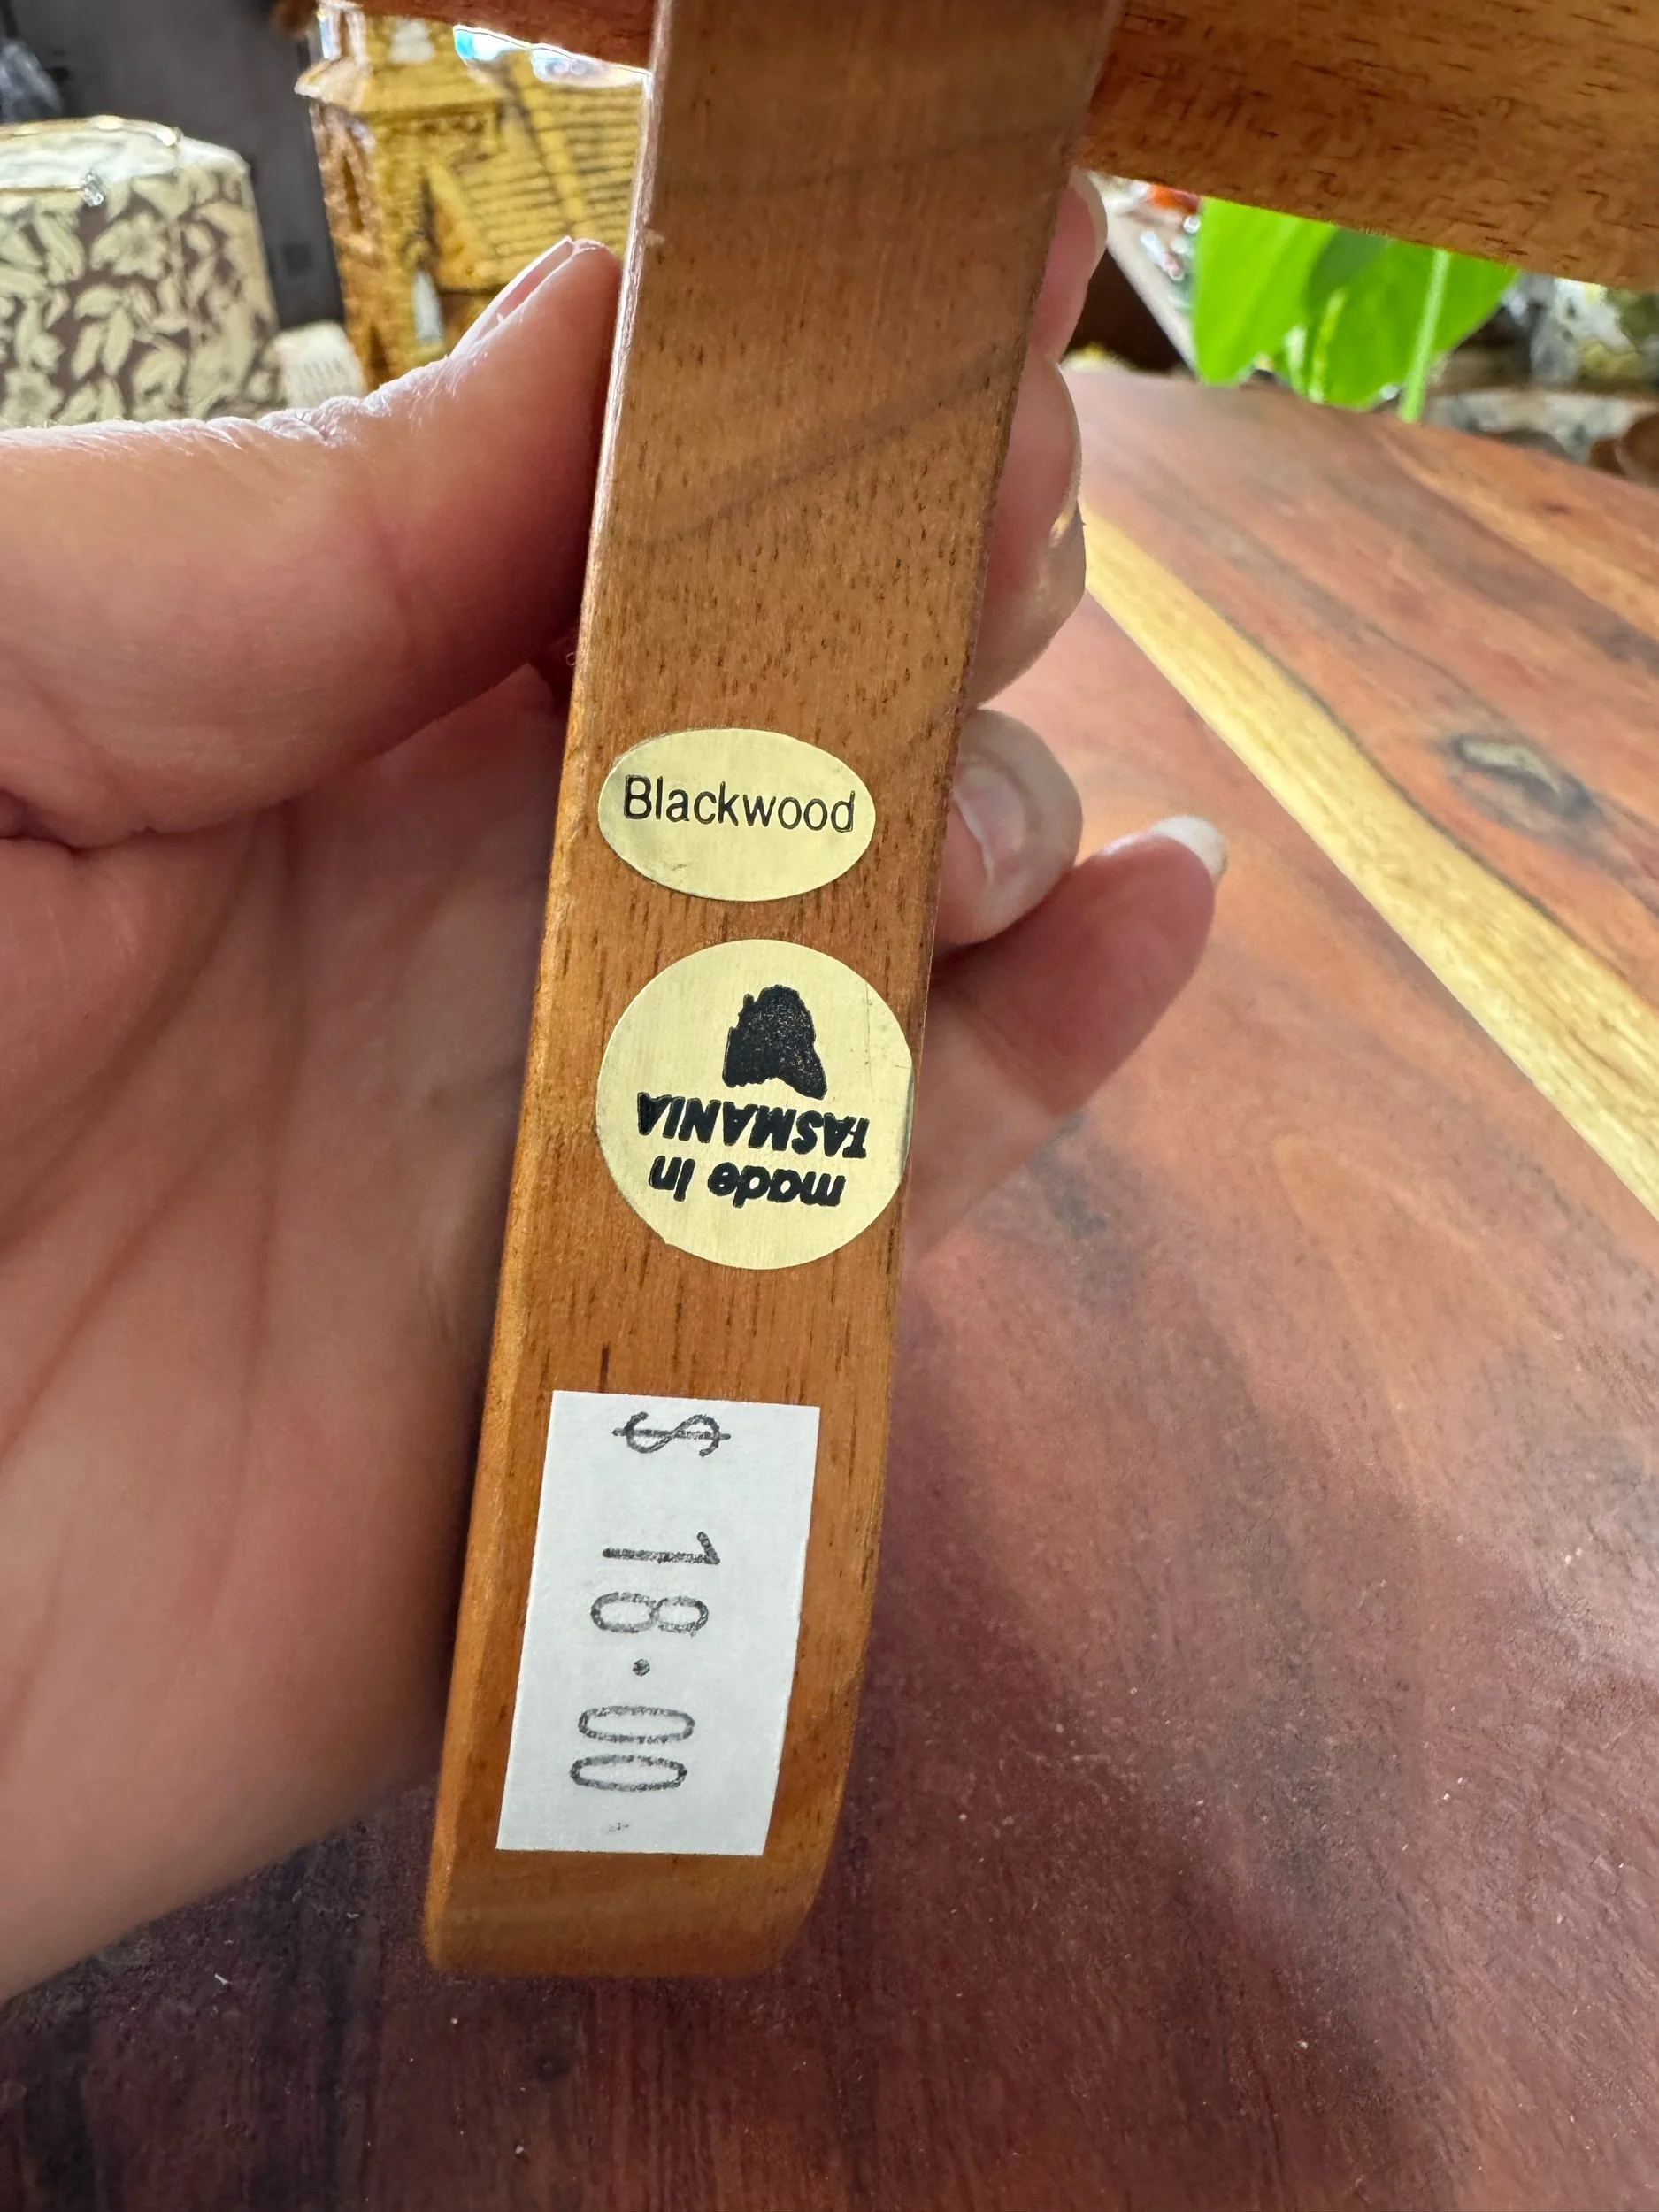 Blackwood
made in
TASMANIA
$ 18.00